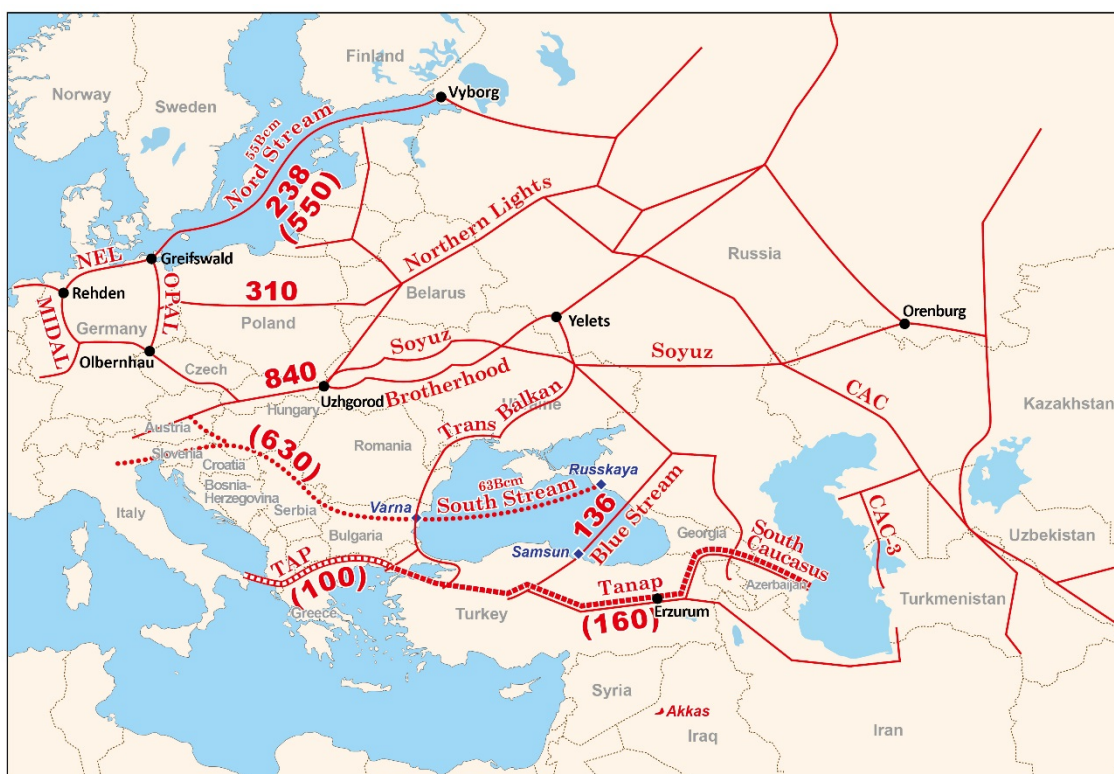 Finland
Norway
Sweden
Vyborg
55Bcm
Nord Stream
238
(550)
Northern Lights
Russia
NEL
Greifswald
Rehden
OPAL
310
Belarus
MIDAL
Germany
Poland
Yelets
Orenburg
Olbernhau
Czech
Soyuz
Soyuz
840
Brotherhood
Uzhgorod
Hungary
Ukraine
CAC
Kazakhstan
Austria
Trans Balkan
Slovenia
(630)
Romania
Croatia
Bosnia-
Herzegovina
Russkaya
63Bcm
South Stream
Varna
Serbia
136
Blue Stream
Italy
Bulgaria
Samsun
Georgia
South
Caucasus
CAC-3
Uzbekistan
TAP
(100)
Azerbaijan
Tanap
Turkmenistan
Greece
Turkey
(160)
Erzurum
Syria
Akkas
Iraq
Iran